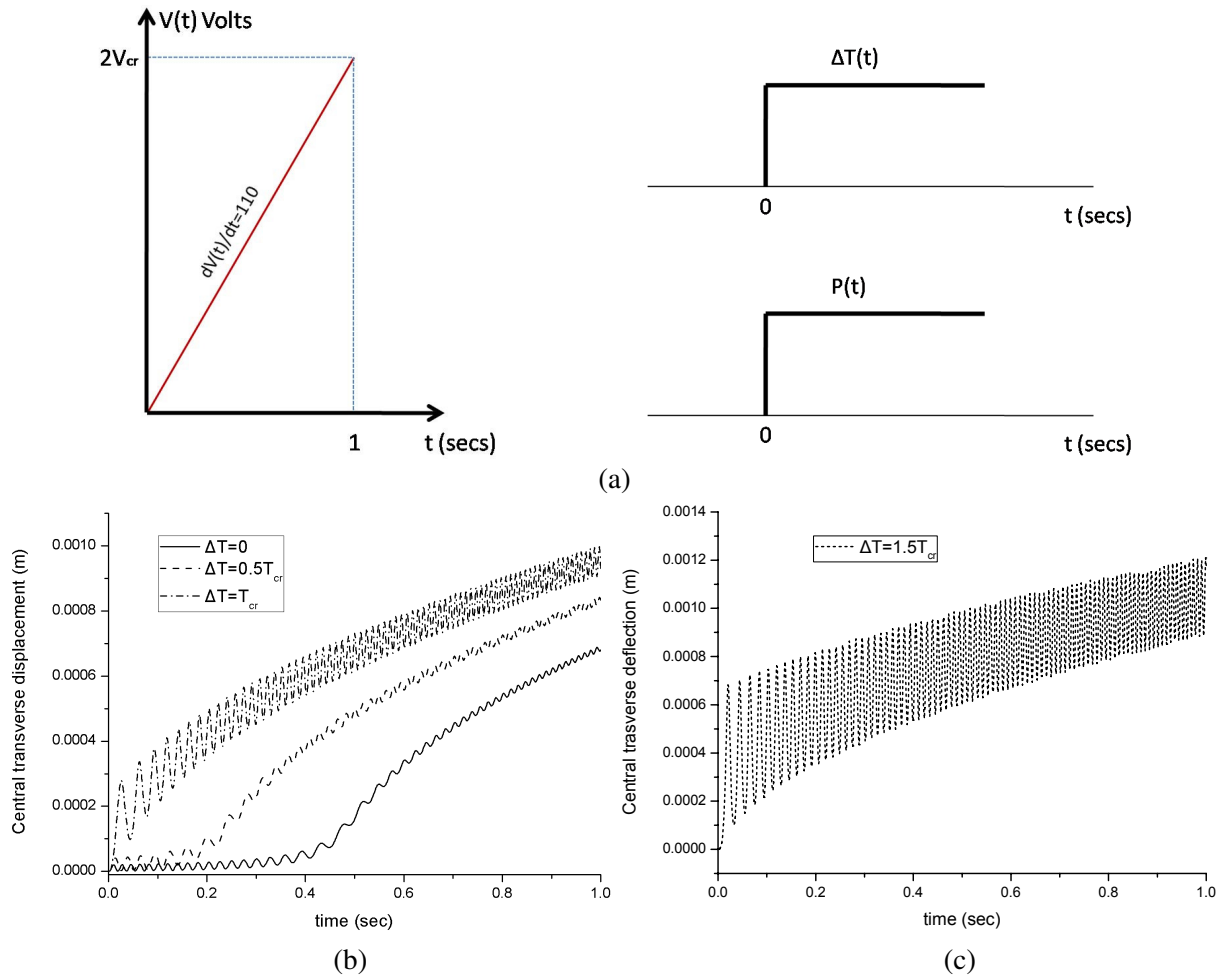 V(t) Volts
2Vcr
dV(t)/dt=110
1
t (secs)
ΔT(t)
0
t (secs)
P(t)
0
t (secs)
(a)
Central transverse displacement (m)
0.0010
0.0008
0.0006
0.0004
0.0002
0.0000
ΔT=0
ΔT=0.5Tcr
ΔT=Tcr
0.0 0.2 0.4 0.6 0.8 1.0
time (sec)
(b)
Central trasverse deflection (m)
0.0014
0.0012
0.0010
0.0008
0.0006
0.0004
0.0002
0.0000
ΔT=1.5Tcr
0.0 0.2 0.4 0.6 0.8 1.0
time (sec)
(c)